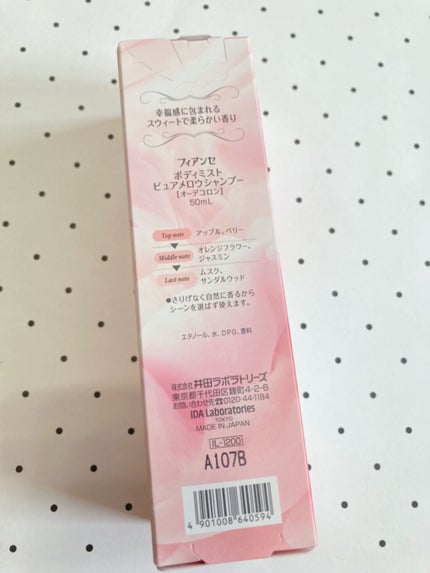 幸福感に包まれる
スウィートで柔らかい香り
フィアンセ
ボディミスト
ピュアメロウシャンプー
[オーデコロン]
50mL
Top note アップル、ベリー
Middle note オレンジフラワー、
ジャスミン
Last note ムスク、
サンダルウッド
●さりげなく自然に香るから
シーンを選ばず使えます。
エタノール、水、DPG、香料
株式会社 井田ラボラトリーズ
東京都千代田区麹町4-2-6
お問い合わせ先☎0120-44-1184
IDA Laboratories
TOKYO
MADE IN JAPAN
IL-1200
A107B
4 901008 640594